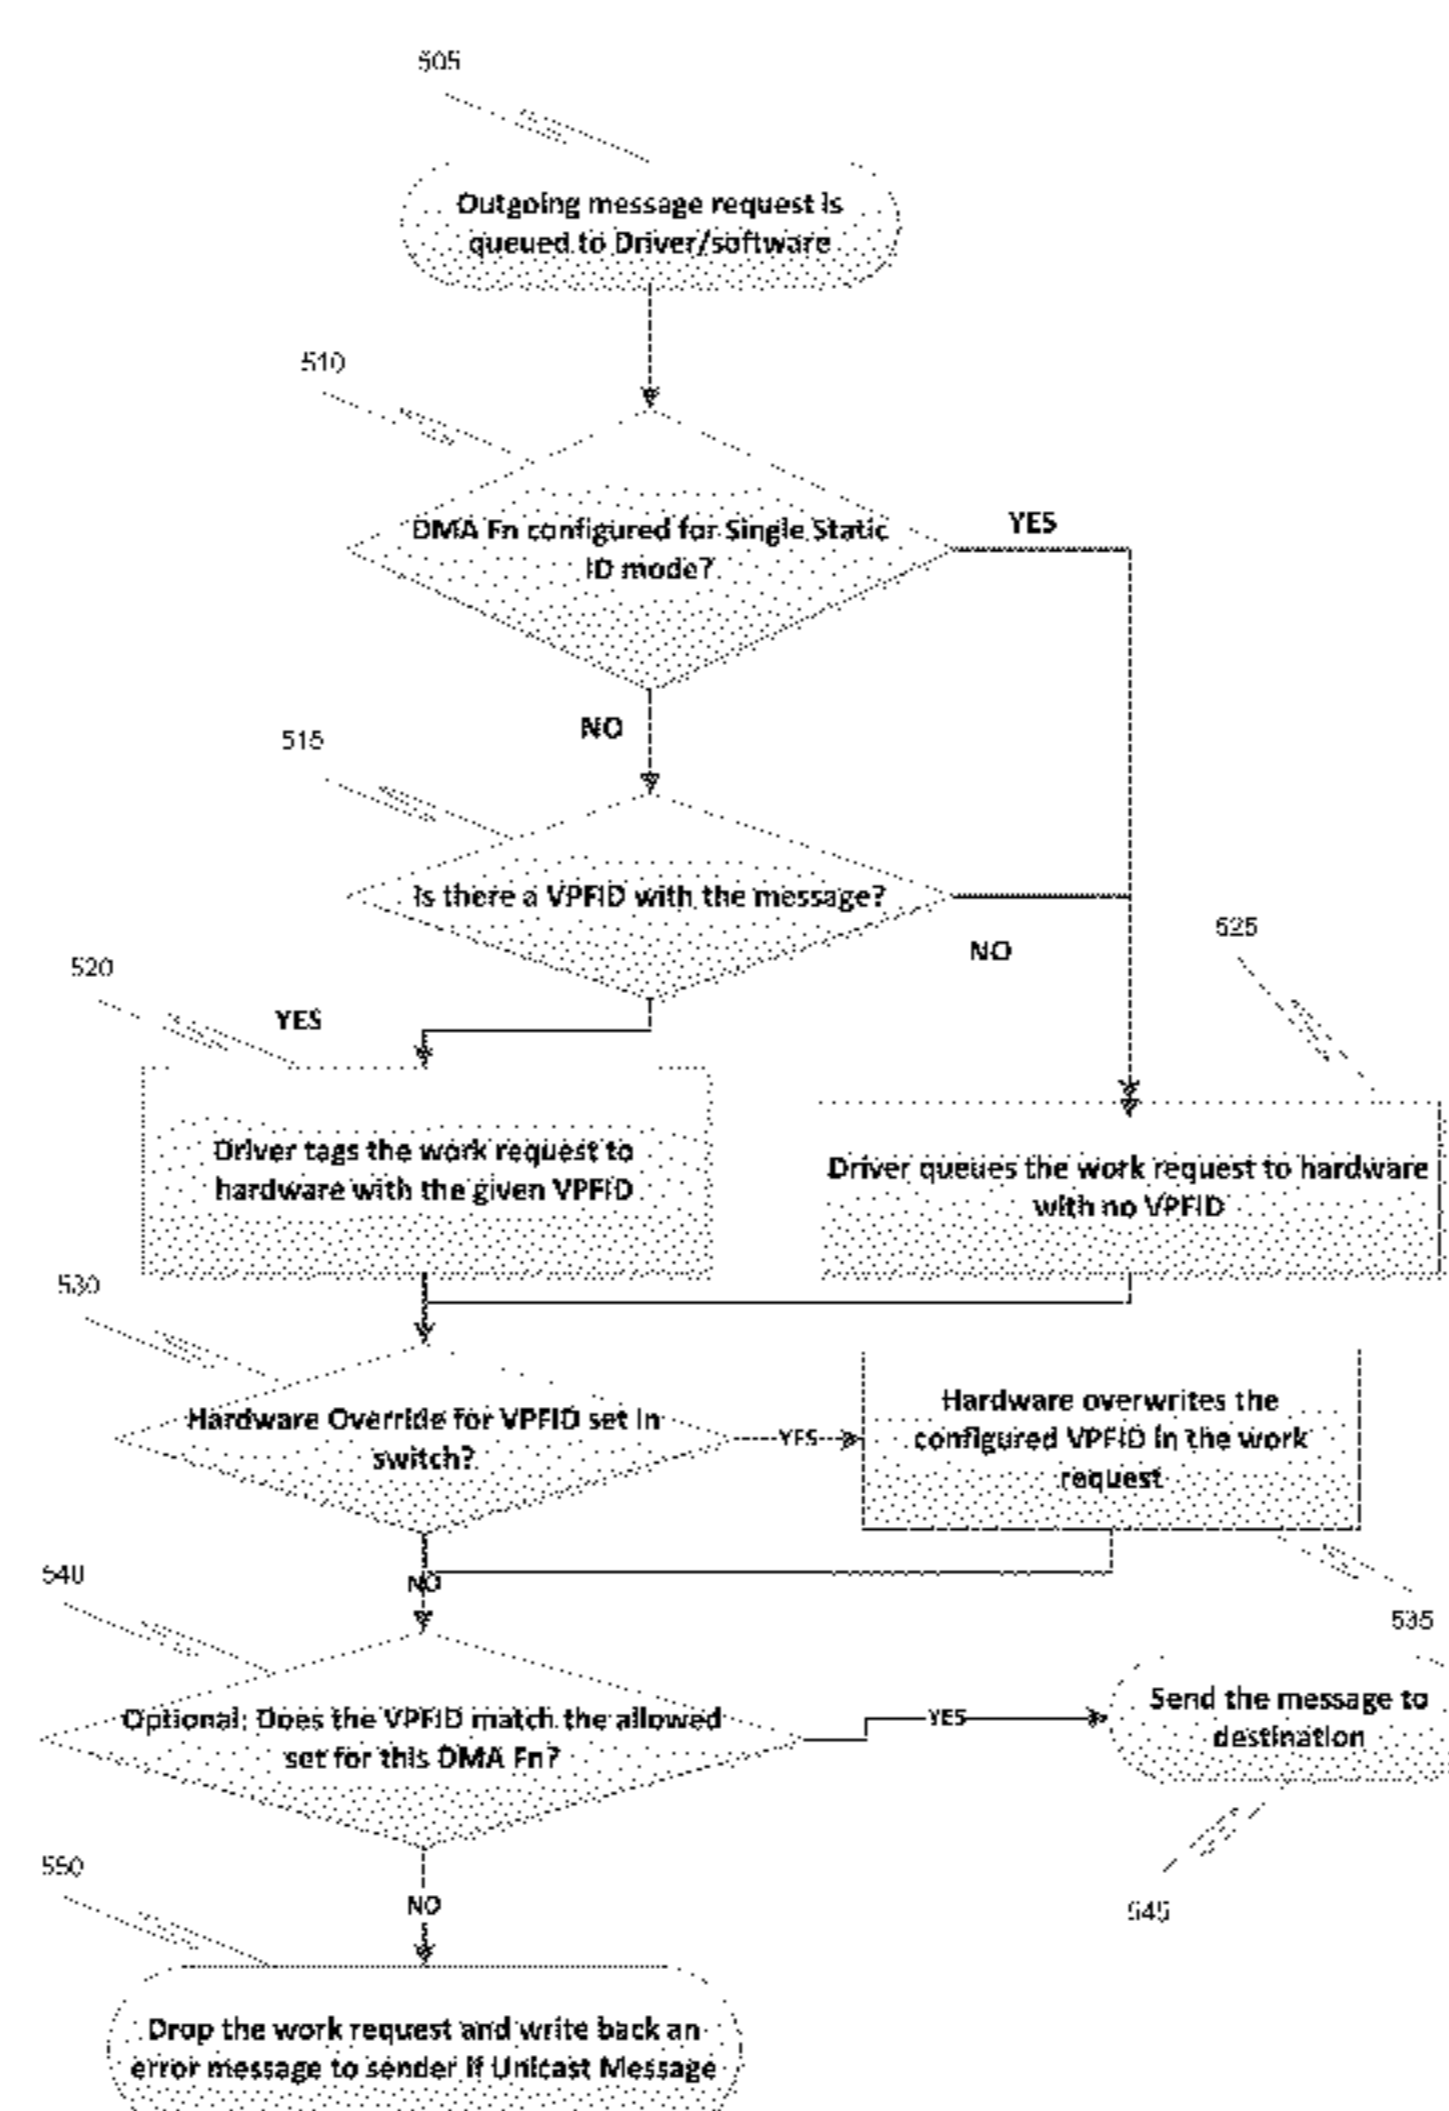 505
Outgoing message request is
queued to Driver/software
510
DMA Fn configured for Single Static
ID mode?
YES
NO
515
Is there a VPFID with the message?
NO
525
520
YES
Driver tags the work request to
hardware with the given VPFID
Driver queues the work request to hardware
with no VPFID
530
Hardware Override for VPFID set in
switch?
YES
Hardware overwrites the
configured VPFID in the work
request
NO
540
535
Optional: Does the VPFID match the allowed
set for this DMA Fn?
YES
Send the message to
destination
545
550
NO
Drop the work request and write back an
error message to sender if Unicast Message